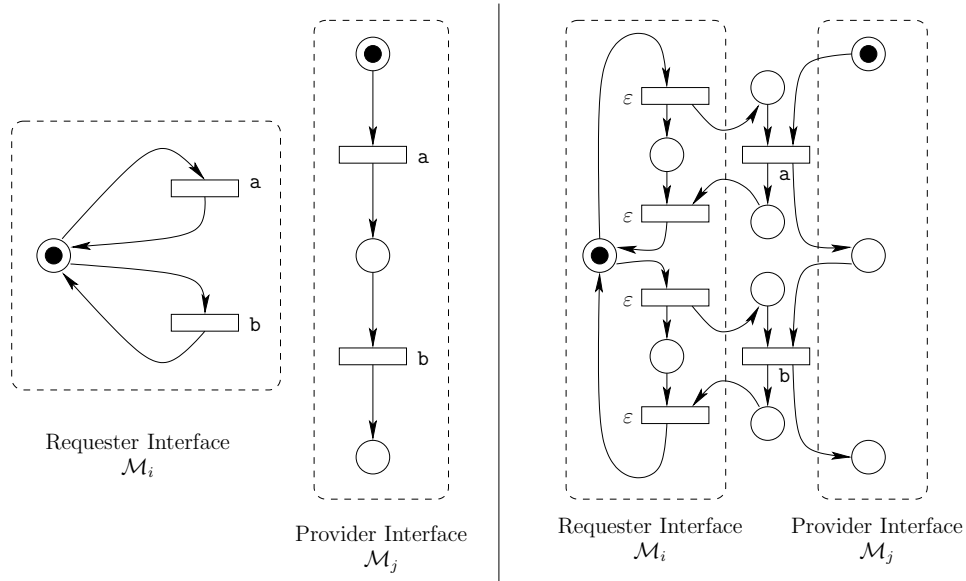 a
b
Requester Interface
ℳᵢ
a
b
Provider Interface
ℳⱼ
ε
ε
ε
ε
a
b
Requester Interface
ℳᵢ
Provider Interface
ℳⱼ